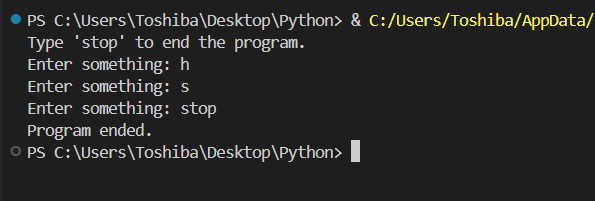 PS C:\Users\Toshiba\Desktop\Python> & C:/Users/Toshiba/AppData/
Type 'stop' to end the program.
Enter something: h
Enter something: s
Enter something: stop
Program ended.
PS C:\Users\Toshiba\Desktop\Python>